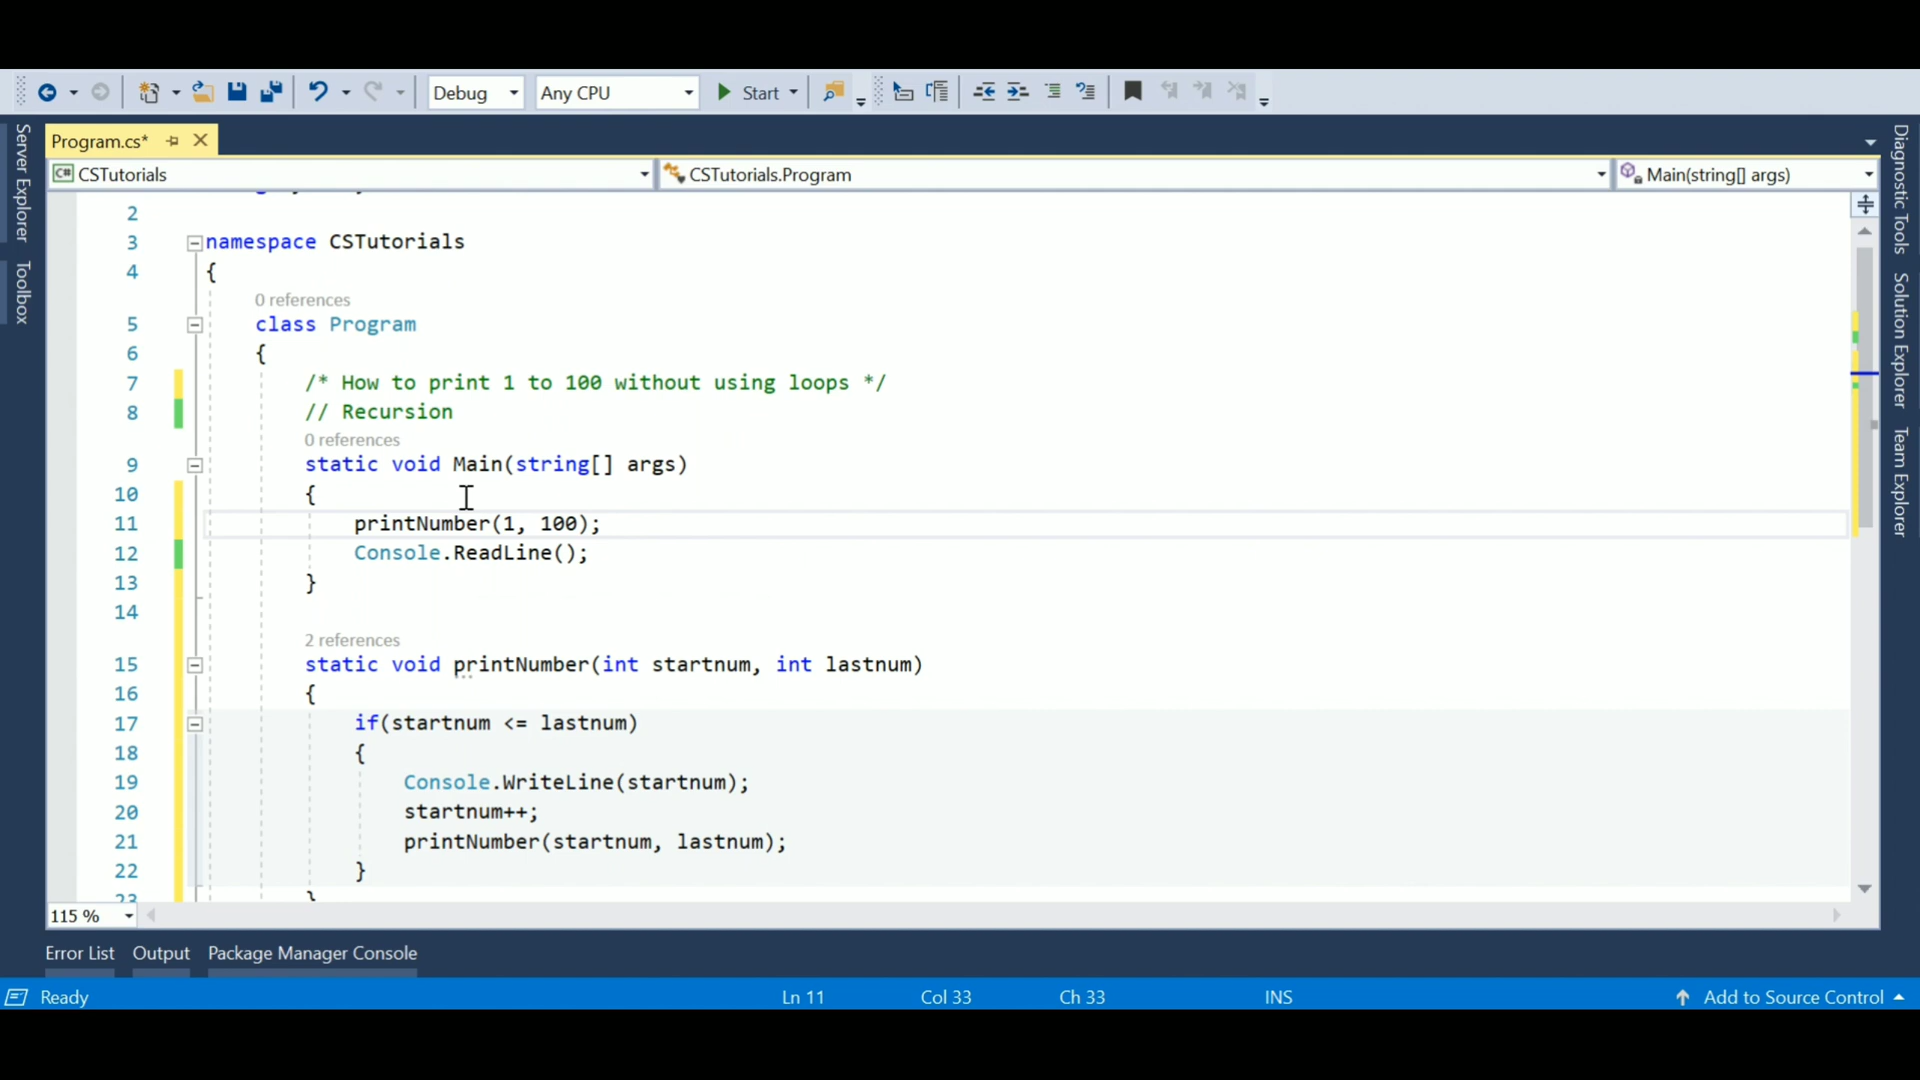 Debug Any CPU Start
Program.cs*
CSTutorials CSTutorials.Program Main(string[] args)
2
3 namespace CSTutorials
4 {
0 references
5 class Program
6 {
7 /* How to print 1 to 100 without using loops */
8 // Recursion
0 references
9 static void Main(string[] args)
10 {
11 printNumber(1, 100);
12 Console.ReadLine();
13 }
14
2 references
15 static void printNumber(int startnum, int lastnum)
16 {
17 if(startnum <= lastnum)
18 {
19 Console.WriteLine(startnum);
20 startnum++;
21 printNumber(startnum, lastnum);
22 }
23 }
115 %
Server Explorer
Toolbox
Diagnostic Tools
Solution Explorer
Team Explorer
Error List Output Package Manager Console
Ready Ln 11 Col 33 Ch 33 INS Add to Source Control